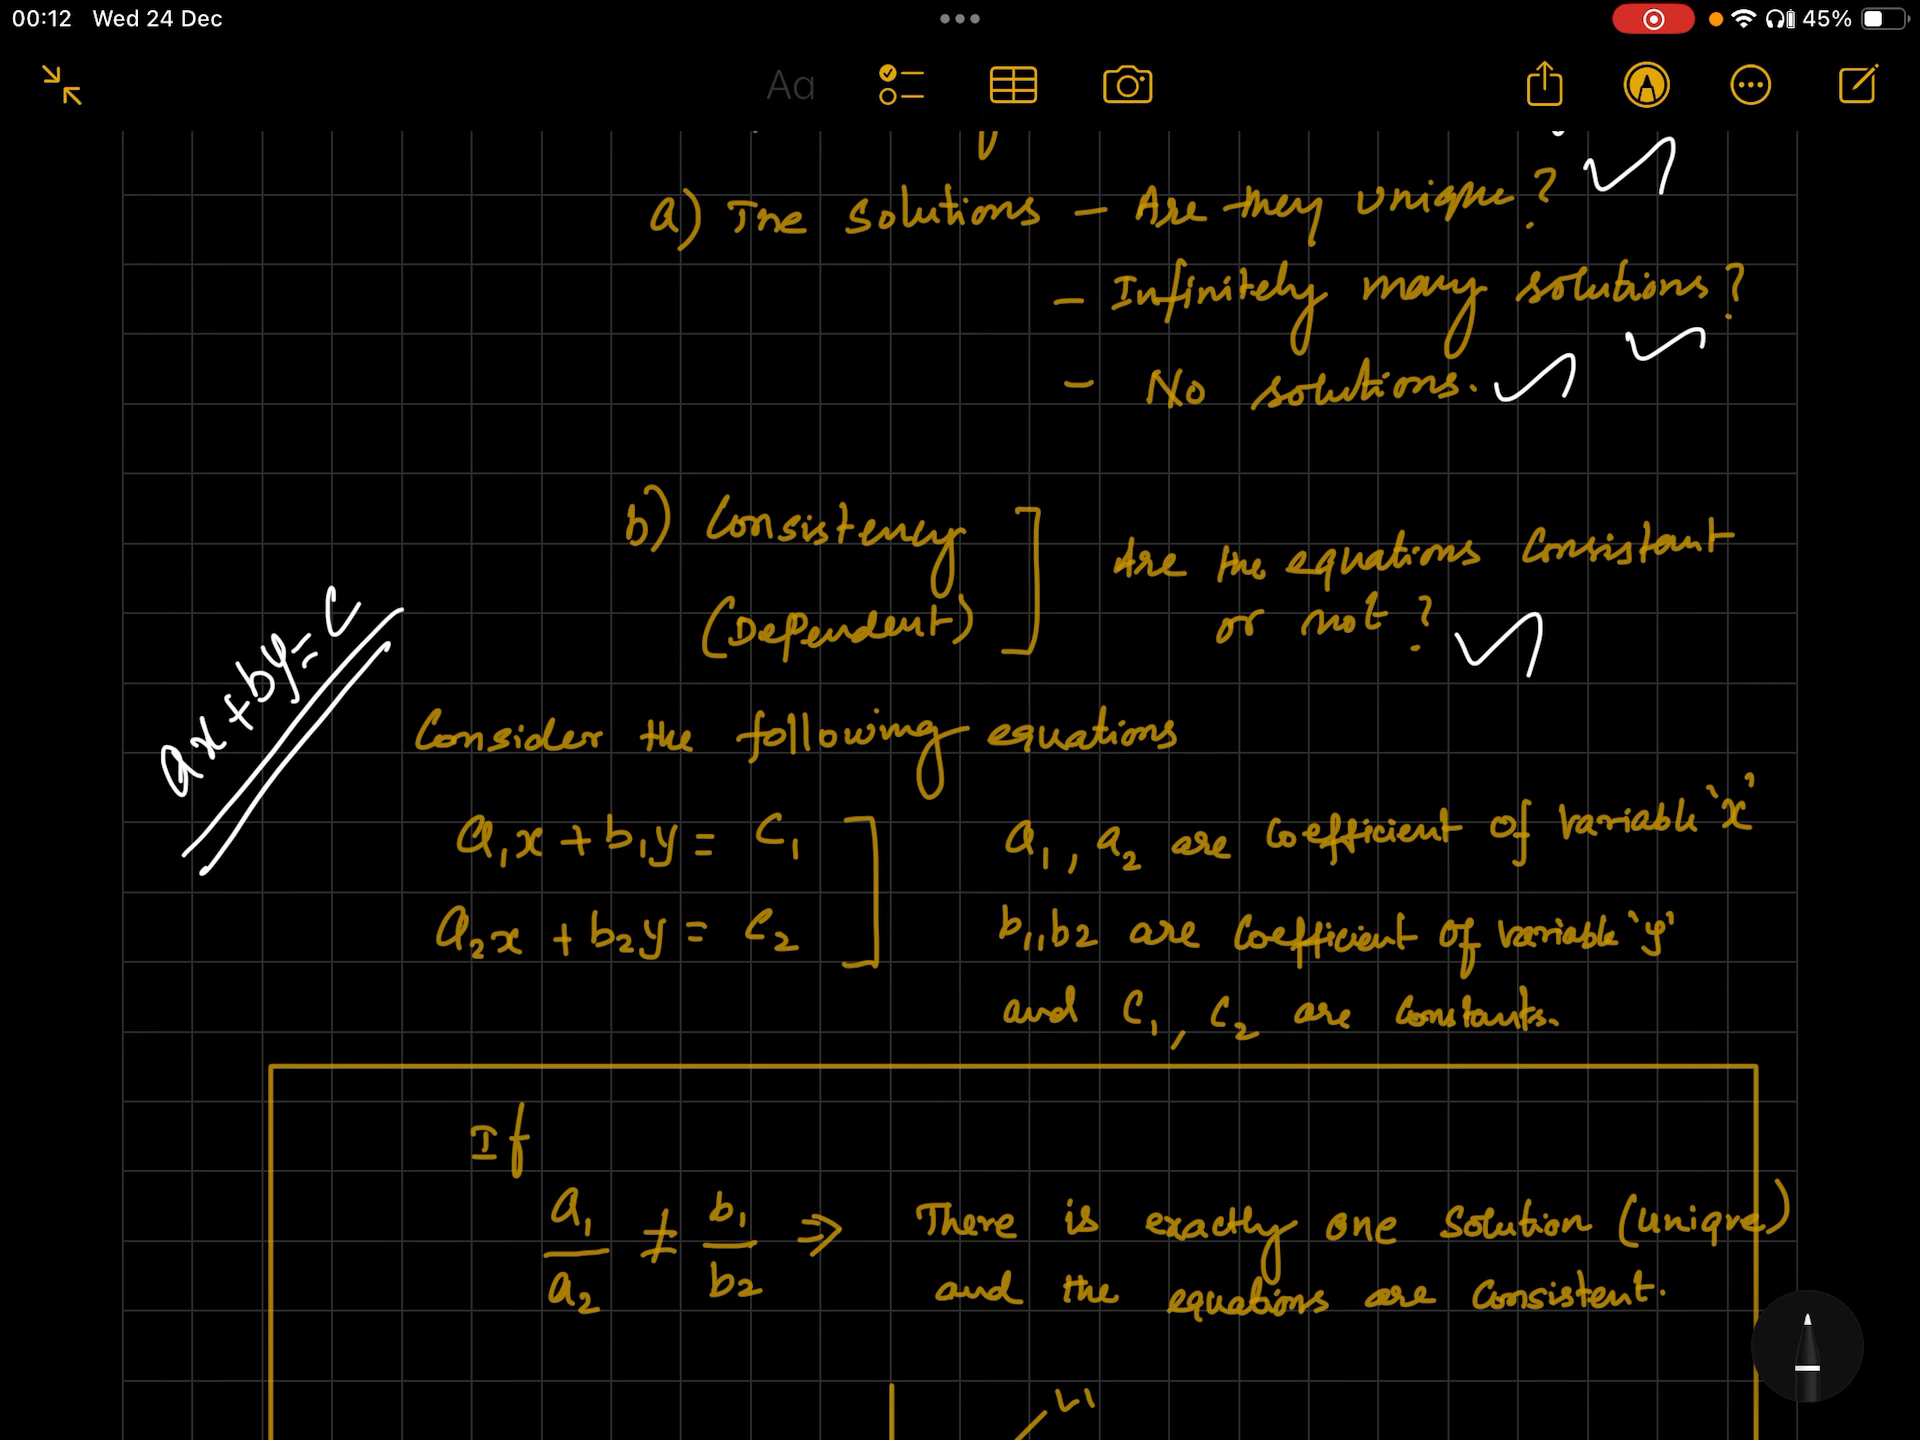 00:12 Wed 24 Dec
45%
Aa
a) The Solutions – Are they unique?
– Infinitely many solutions?
– No solutions.
b) Consistency
(Dependent)
Are the equations Consistant
or not?
ax + by = c
Consider the following equations
a₁x + b₁y = c₁
a₂x + b₂y = c₂
a₁, a₂ are coefficient of variable 'x'
b₁,, b₂ are coefficient of variable 'y'
and c₁, c₂ are constants.
If
a₁/a₂ ≠ b₁/b₂ ⇒ There is exactly one solution (unique)
and the equations are consistent.
L1